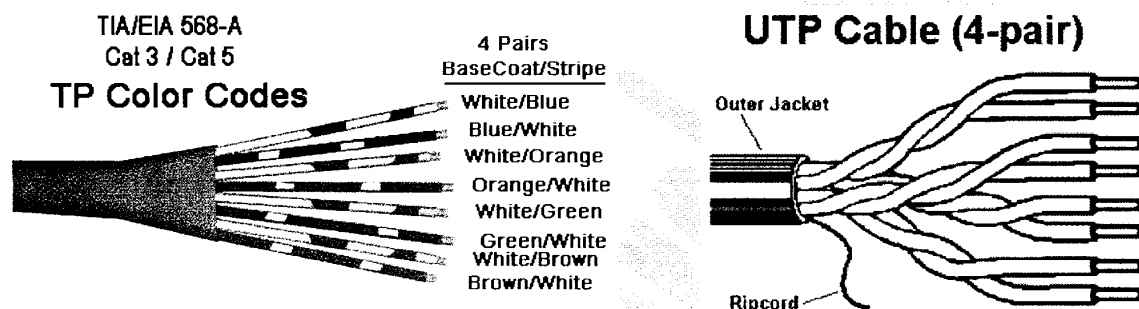 TIA/EIA 568-A
Cat 3 / Cat 5
TP Color Codes
4 Pairs
BaseCoat/Stripe
White/Blue
Blue/White
White/Orange
Orange/White
White/Green
Green/White
White/Brown
Brown/White
UTP Cable (4-pair)
Outer Jacket
Ripcord